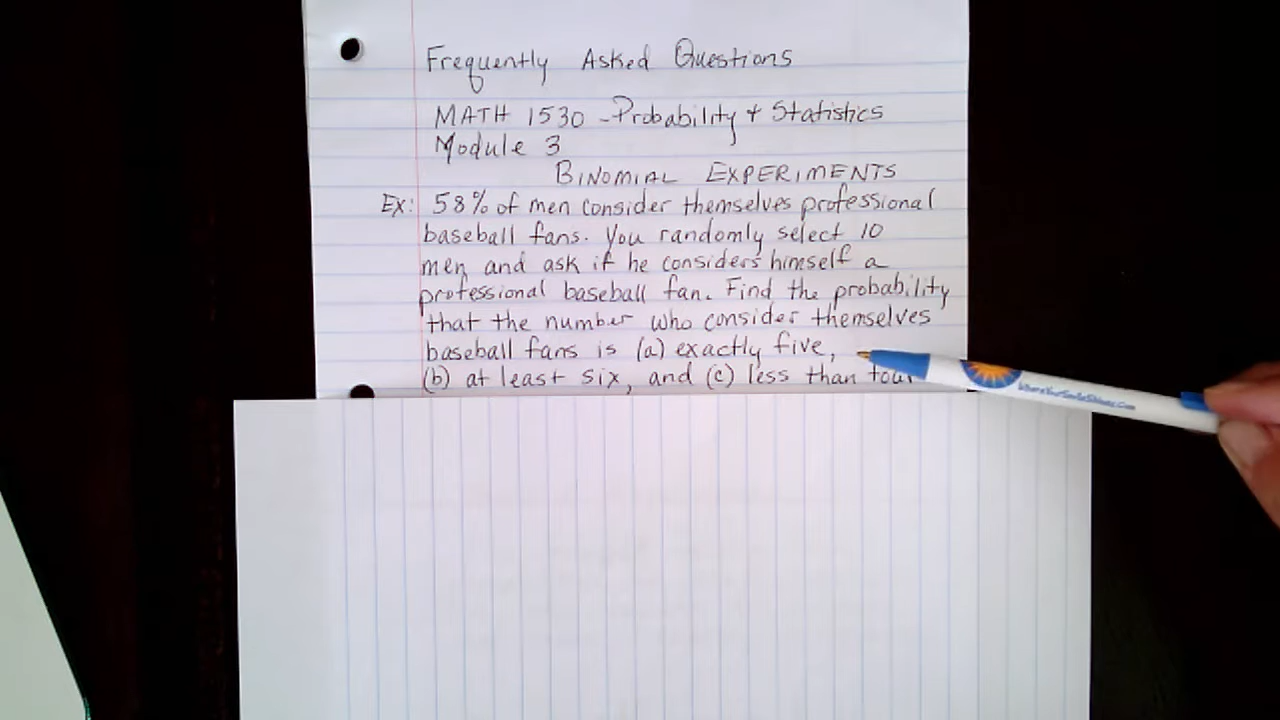 Frequently Asked Questions
MATH 1530 - Probability + Statistics
Module 3
BINOMIAL EXPERIMENTS
Ex: 58% of men consider themselves professional
baseball fans. You randomly select 10
men and ask if he considers himself a
professional baseball fan. Find the probability
that the number who consider themselves
baseball fans is (a) exactly five,
(b) at least six, and (c) less than four